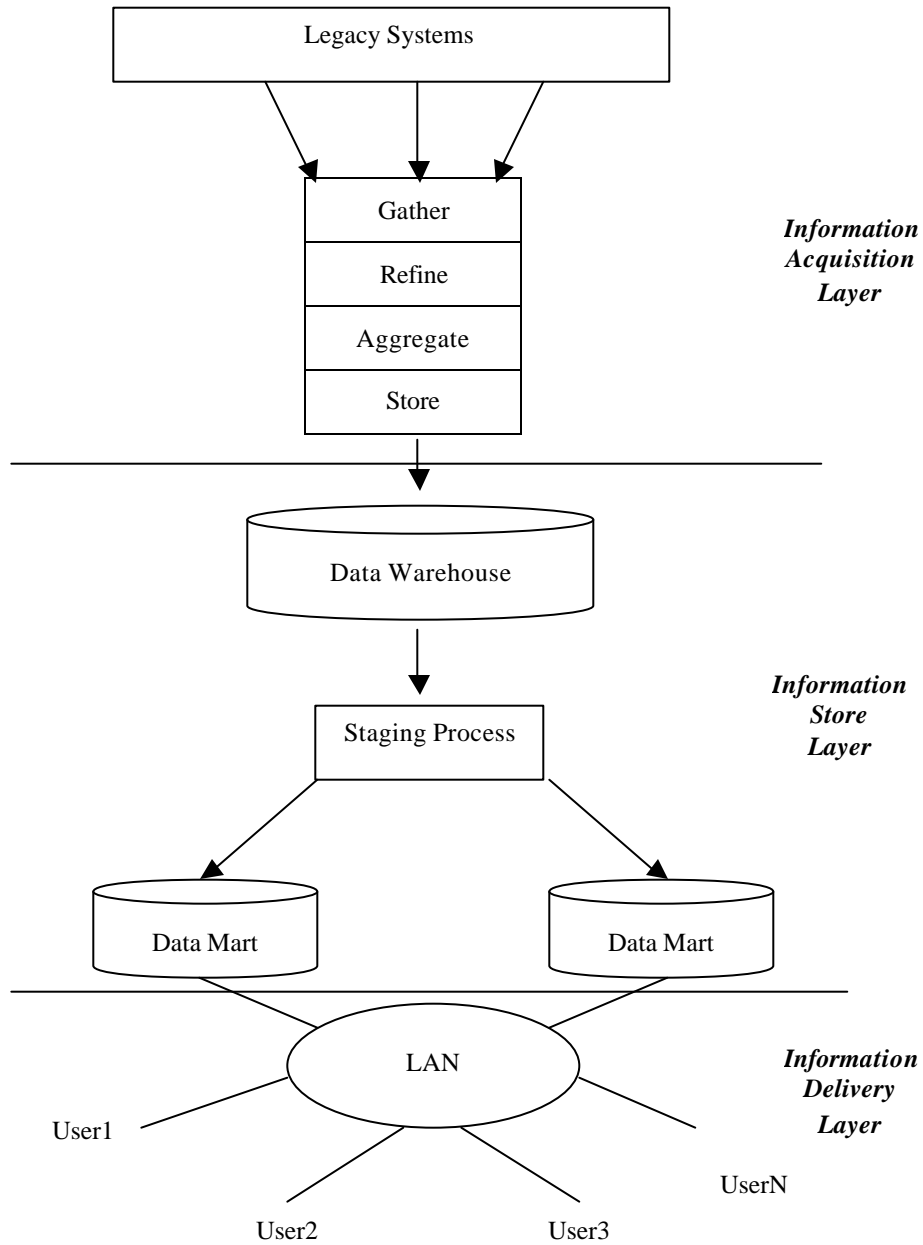 Legacy Systems
Gather
Refine
Aggregate
Store
Information
Acquisition
Layer
Data Warehouse
Staging Process
Information
Store
Layer
Data Mart
Data Mart
LAN
Information
Delivery
Layer
User1
User2
User3
UserN